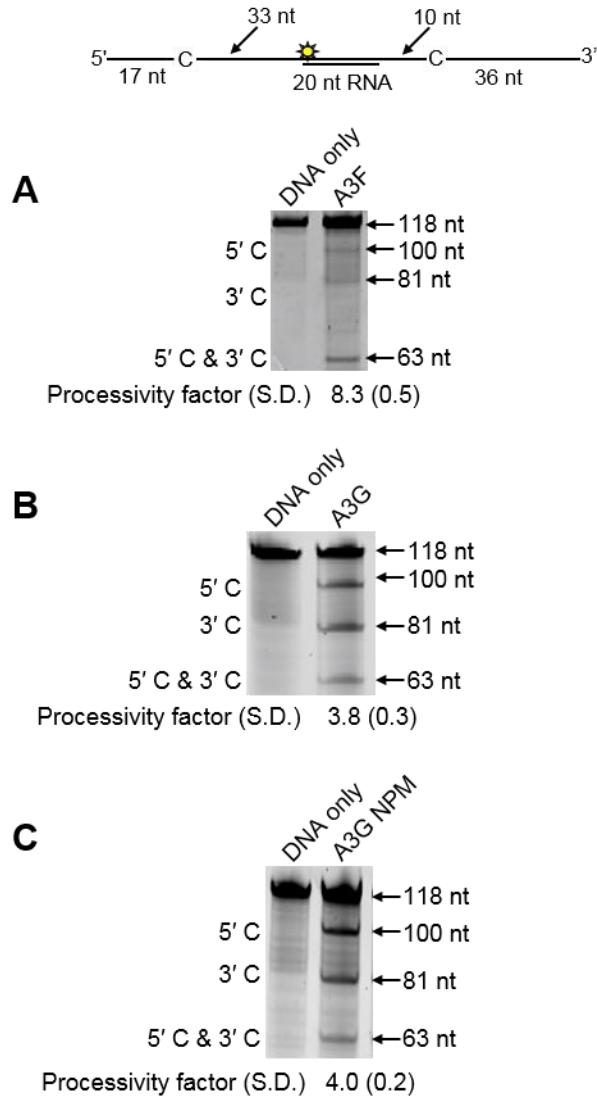 33 nt 10 nt
5' C C 3'
17 nt 20 nt RNA 36 nt
A
DNA only A3F
118 nt
5′ C 100 nt
81 nt
3′ C
5′ C & 3′ C 63 nt
Processivity factor (S.D.) 8.3 (0.5)
B
DNA only A3G
118 nt
5′ C 100 nt
3′ C 81 nt
5′ C & 3′ C 63 nt
Processivity factor (S.D.) 3.8 (0.3)
C
DNA only A3G NPM
118 nt
5′ C 100 nt
3′ C 81 nt
5′ C & 3′ C 63 nt
Processivity factor (S.D.) 4.0 (0.2)